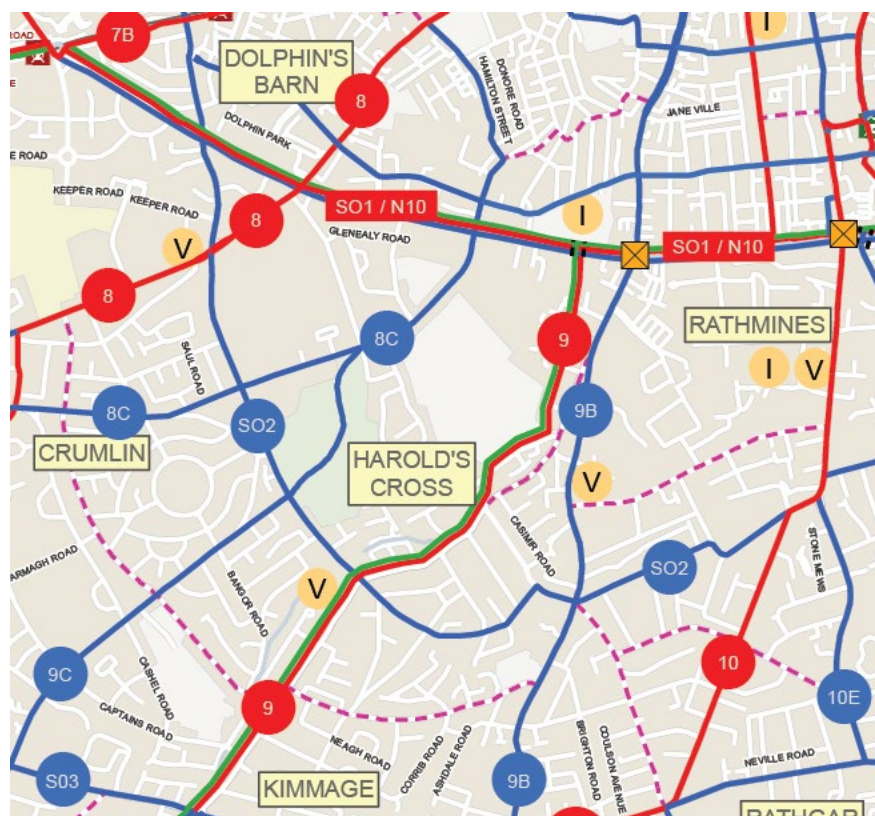 ROAD
7B
DOLPHIN'S
BARN
8
I
DONORE ROAD
HAMILTON STREET
JANE VILLE
DOLPHIN PARK
E ROAD
KEEPER ROAD
KEEPER ROAD
V
8
SO1 / N10
GLENEALY ROAD
I
SO1 / N10
8
RATHMINES
I
V
8C
9
SAUL ROAD
8C
SO2
9B
CRUMLIN
HAROLD'S
CROSS
V
CASIMIR ROAD
STONE MEWS
ARMAGH ROAD
BANGOR ROAD
V
SO2
9C
CASHEL ROAD
CAPTAINS ROAD
9
10
10E
NEAGH ROAD
CORRIB ROAD
ASHDALE ROAD
BRIGHTON ROAD
COULSON AVENUE
NEVILLE ROAD
S03
KIMMAGE
9B
RATHGAR